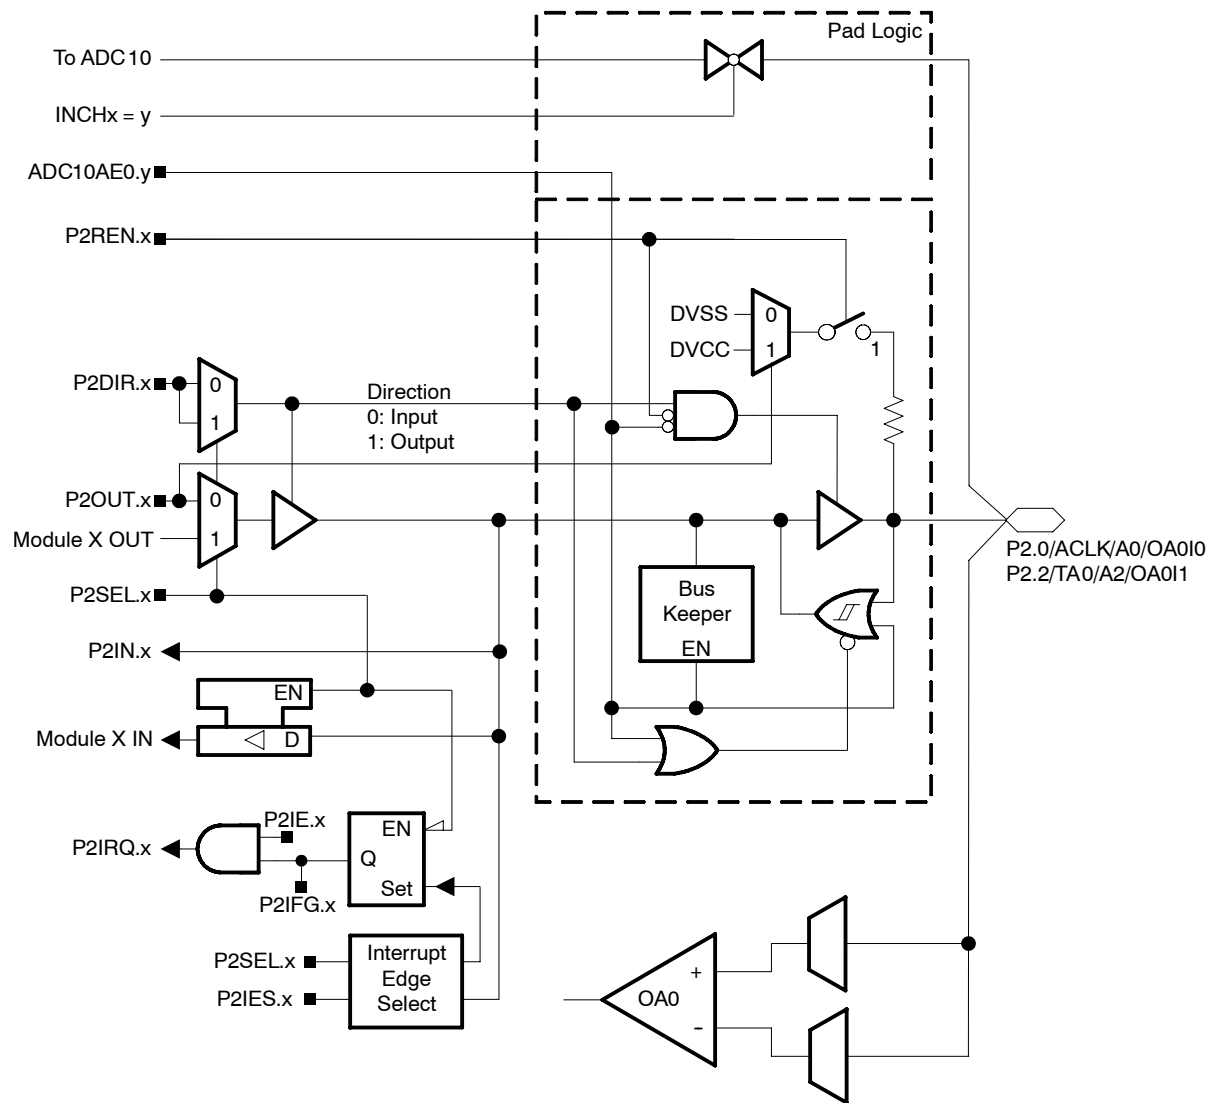 Pad Logic
To ADC10
INCHx = y
ADC10AE0.y
P2REN.x
DVSS
0
DVCC
1
1
P2DIR.x
0
1
Direction
0: Input
1: Output
P2OUT.x
0
Module X OUT
1
P2.0/ACLK/A0/OA0I0
P2.2/TA0/A2/OA0I1
P2SEL.x
Bus
Keeper
EN
P2IN.x
EN
Module X IN
D
P2IE.x
EN
P2IRQ.x
Q
Set
P2IFG.x
P2SEL.x
P2IES.x
Interrupt
Edge
Select
+
OA0
-